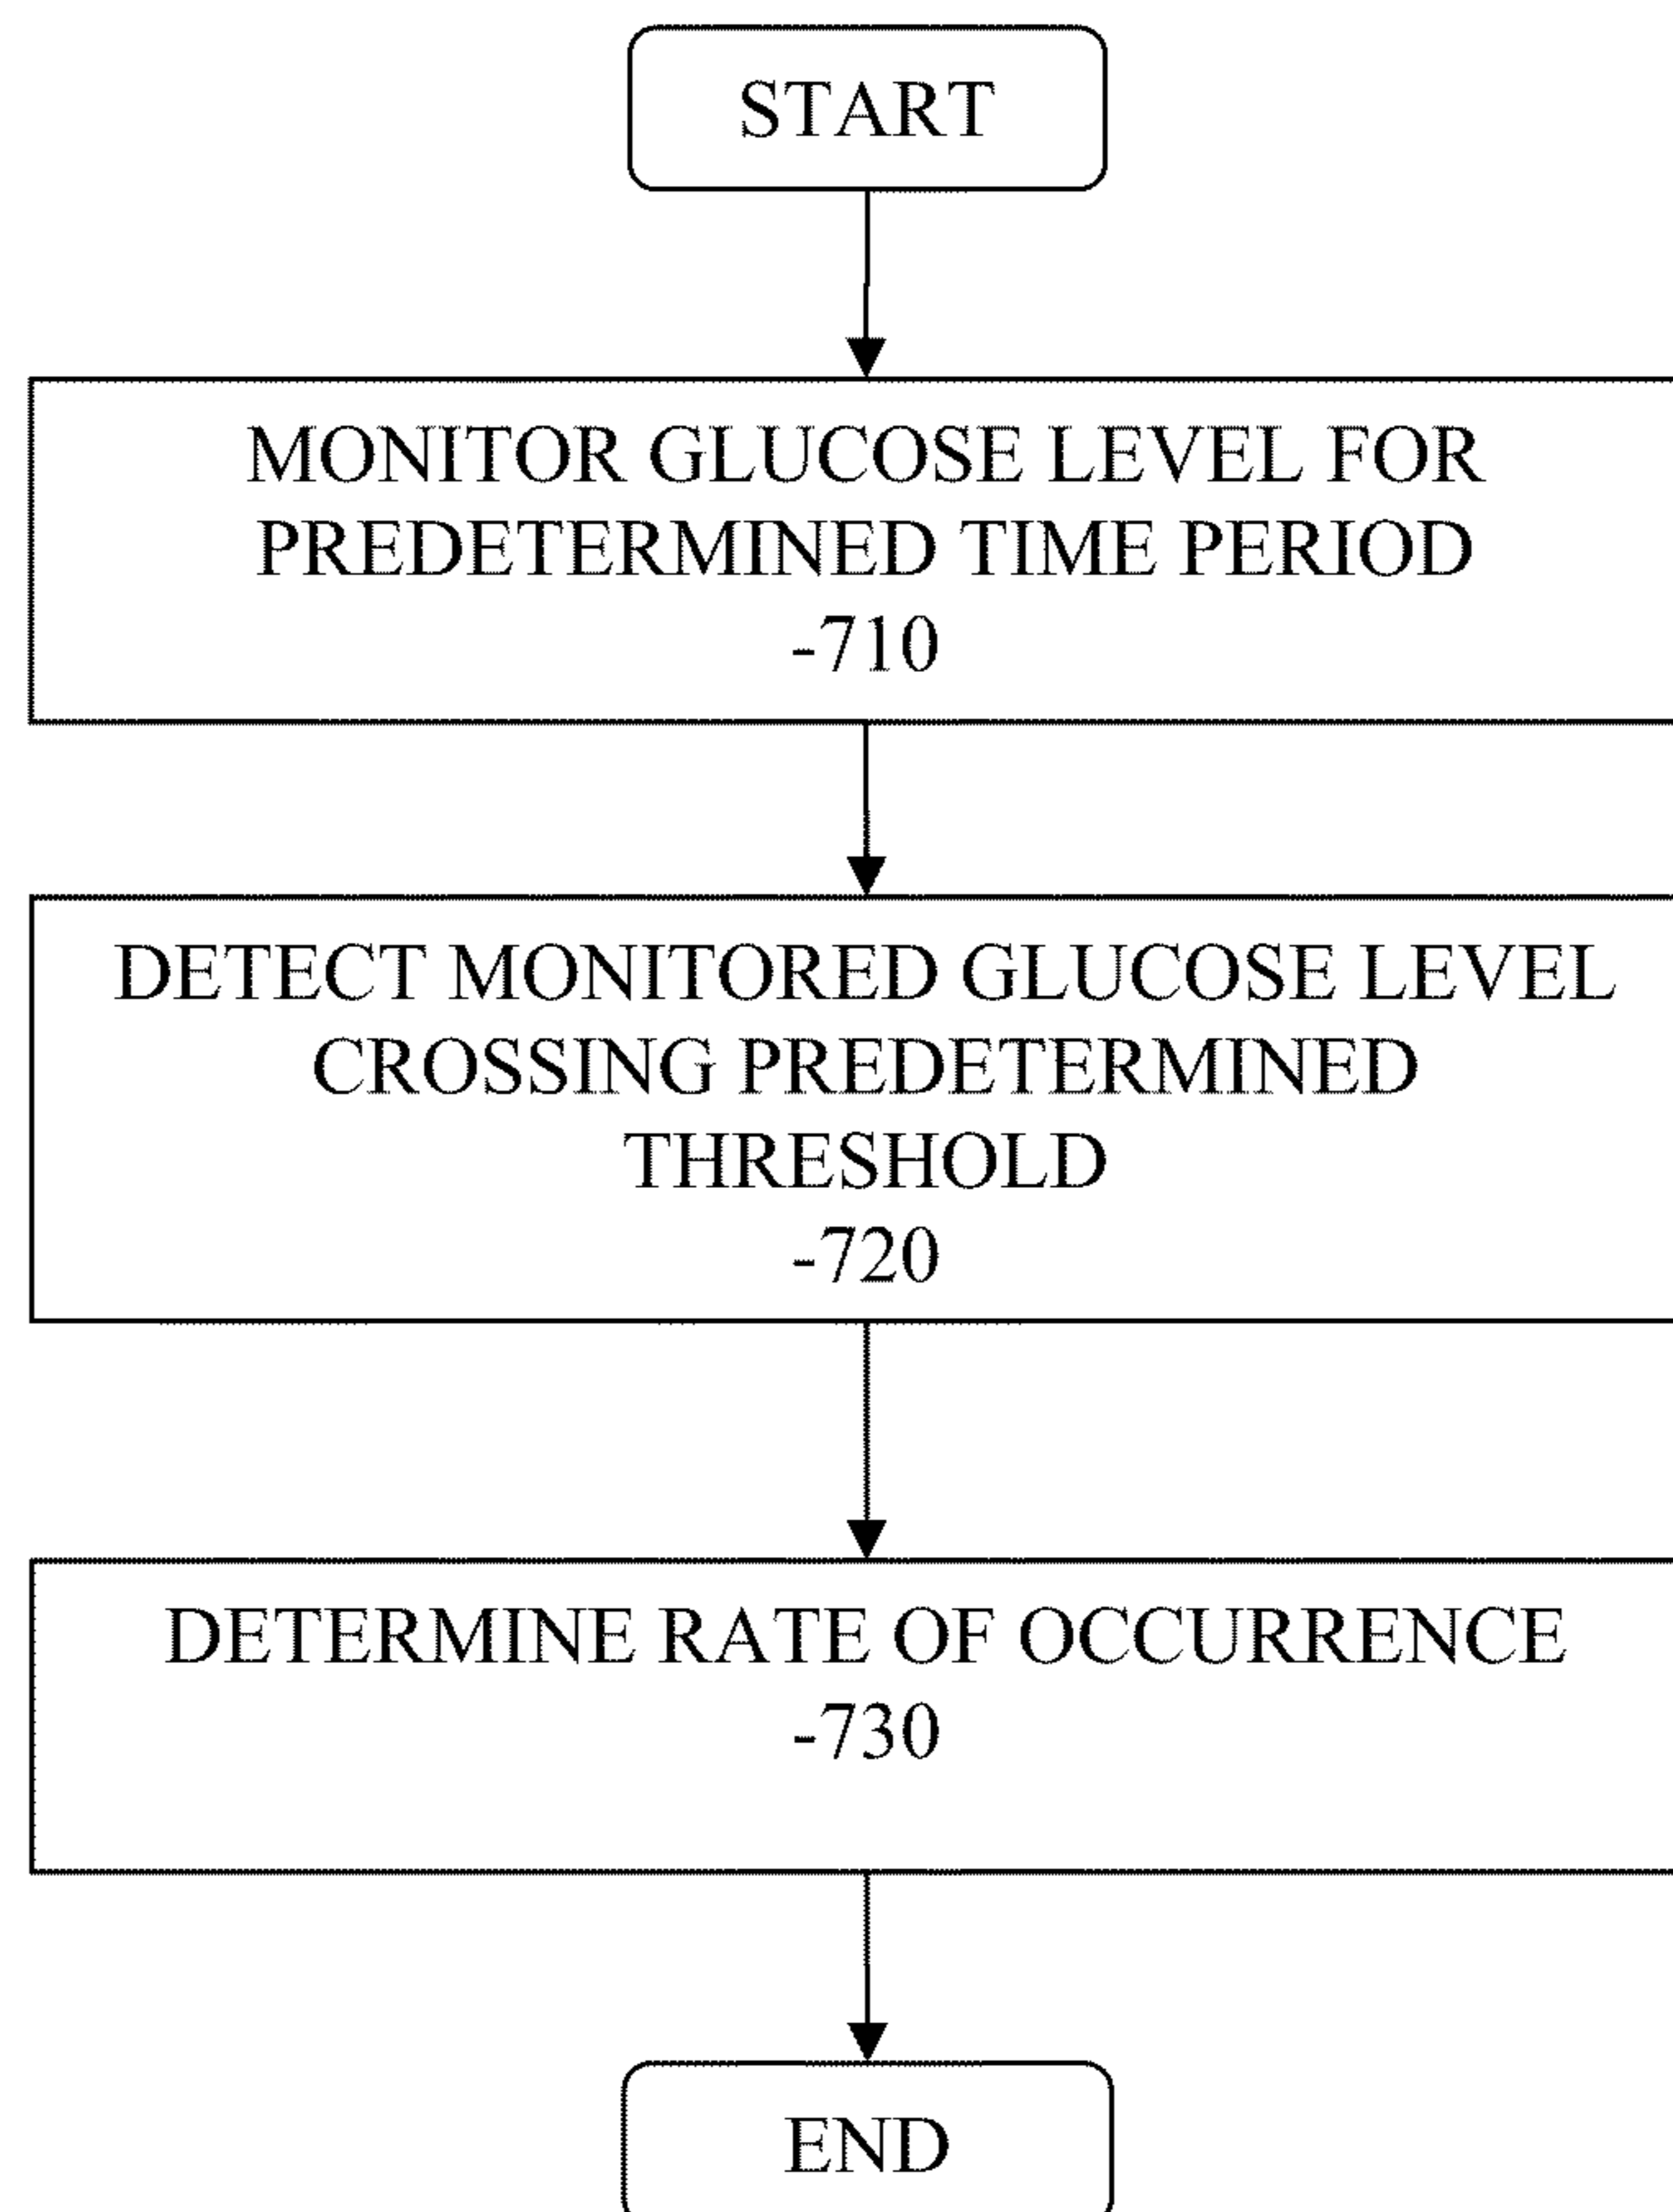 START
MONITOR GLUCOSE LEVEL FOR
PREDETERMINED TIME PERIOD
-710
DETECT MONITORED GLUCOSE LEVEL
CROSSING PREDETERMINED
THRESHOLD
-720
DETERMINE RATE OF OCCURRENCE
-730
END